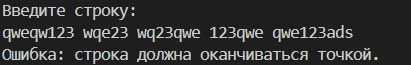 Введите строку:
qweqw123 wqe23 wq23qwe 123qwe qwe123ads
Ошибка: строка должна оканчиваться точкой.